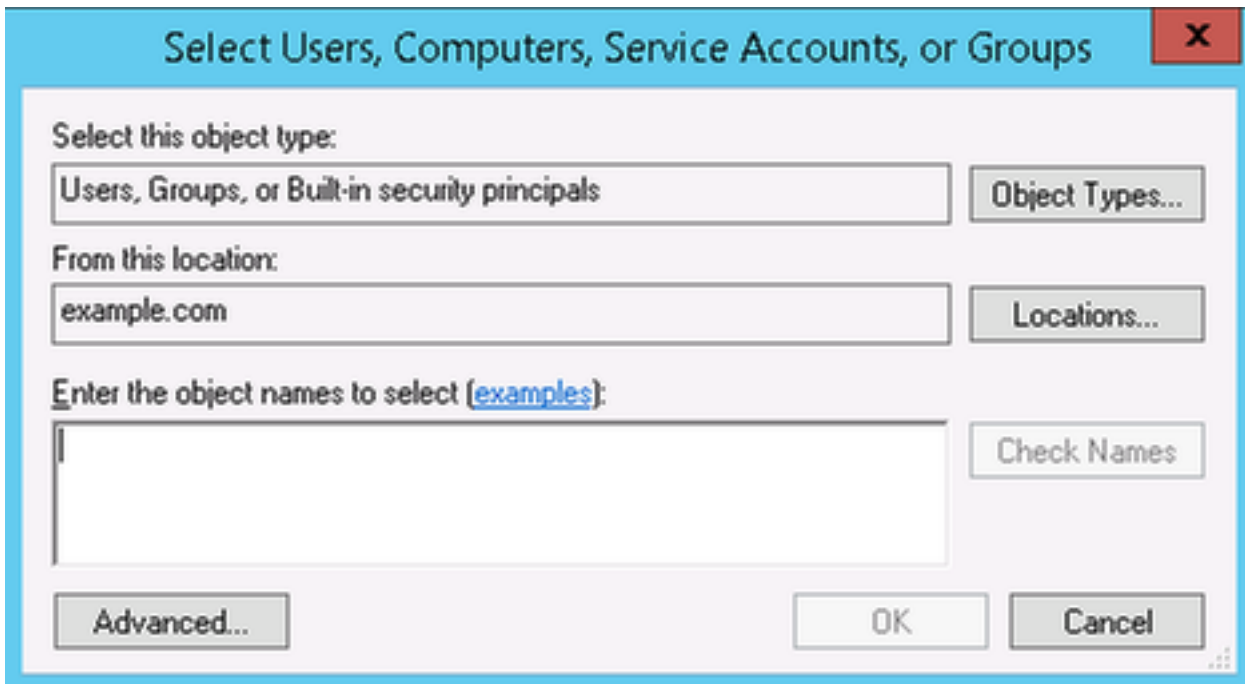 Select Users, Computers, Service Accounts, or Groups
x
Select this object type:
Users, Groups, or Built-in security principals
Object Types...
From this location:
example.com
Locations...
Enter the object names to select (examples):
Check Names
Advanced...
OK
Cancel